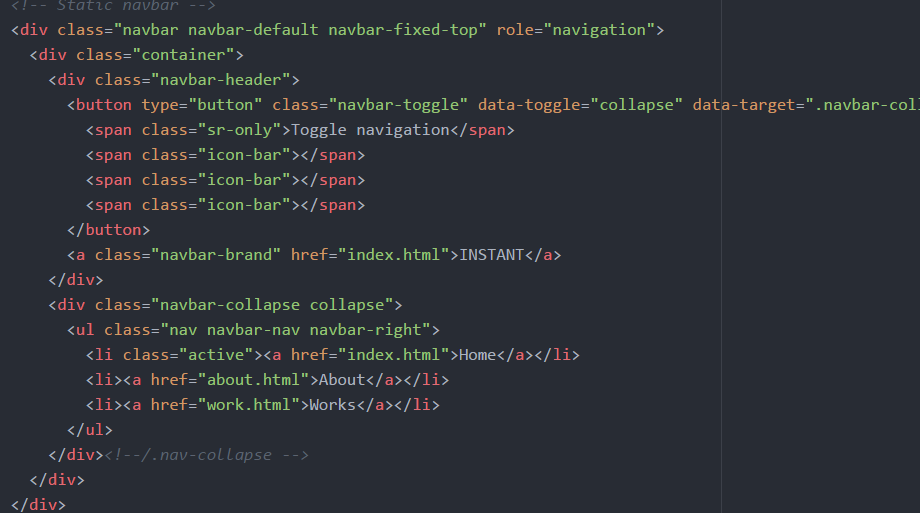 <!-- Static navbar -->
<div class="navbar navbar-default navbar-fixed-top" role="navigation">
<div class="container">
<div class="navbar-header">
<button type="button" class="navbar-toggle" data-toggle="collapse" data-target=".navbar-coll
<span class="sr-only">Toggle navigation</span>
<span class="icon-bar"></span>
<span class="icon-bar"></span>
<span class="icon-bar"></span>
</button>
<a class="navbar-brand" href="index.html">INSTANT</a>
</div>
<div class="navbar-collapse collapse">
<ul class="nav navbar-nav navbar-right">
<li class="active"><a href="index.html">Home</a></li>
<li><a href="about.html">About</a></li>
<li><a href="work.html">Works</a></li>
</ul>
</div><!--/.nav-collapse -->
</div>
</div>